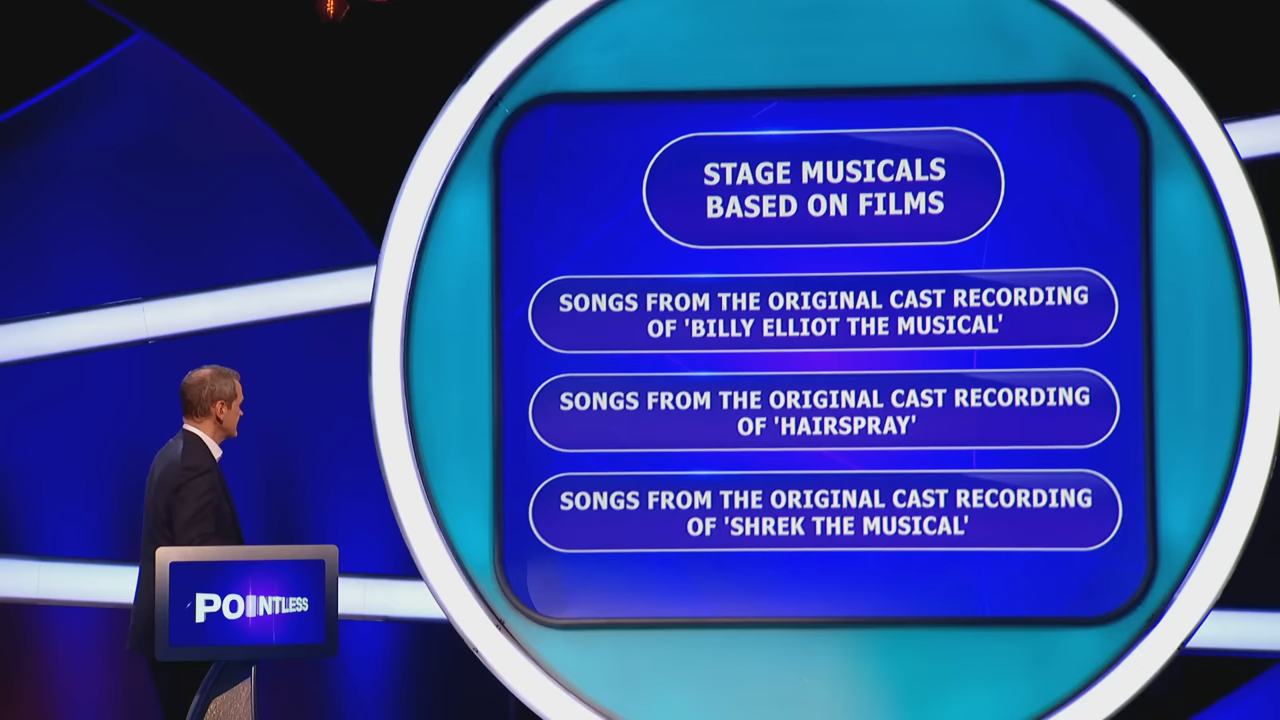 STAGE MUSICALS
BASED ON FILMS
SONGS FROM THE ORIGINAL CAST RECORDING
OF 'BILLY ELLIOT THE MUSICAL'
SONGS FROM THE ORIGINAL CAST RECORDING
OF 'HAIRSPRAY'
SONGS FROM THE ORIGINAL CAST RECORDING
OF 'SHREK THE MUSICAL'
POINTLESS